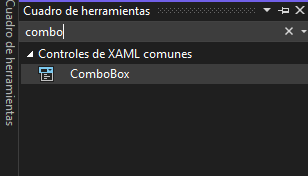 Cuadro de herramientas
Cuadro de herramientas
combo
Controles de XAML comunes
ComboBox